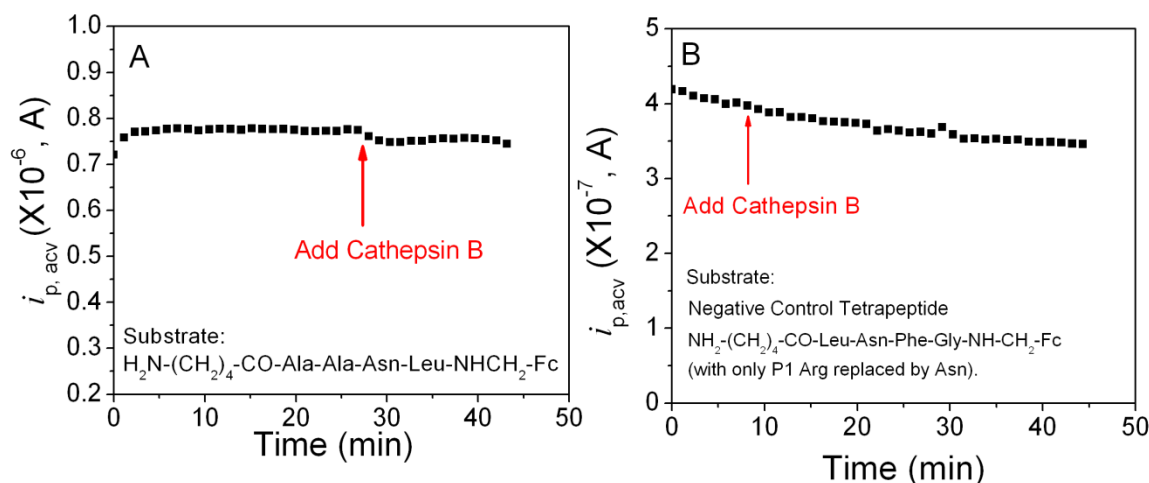 A
1.0
0.9
0.8
0.7
0.6
0.5
0.4
0.3
0.2
i p, acv (X10^-6, A)
Add Cathepsin B
Substrate:
H₂N-(CH₂)₄-CO-Ala-Ala-Asn-Leu-NHCH₂-Fc
0 10 20 30 40 50
Time (min)
B
5
4
3
2
1
0
i p,acv (X10^-7, A)
Add Cathepsin B
Substrate:
Negative Control Tetrapeptide
NH₂-(CH₂)₄-CO-Leu-Asn-Phe-Gly-NH-CH₂-Fc
(with only P1 Arg replaced by Asn).
0 10 20 30 40 50
Time (min)